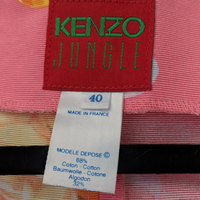 KENZO
JUNGLE
40
MADE IN FRANCE
MODELE DEPOSE ©
68%
Coton - Cotton
Baumwolle - Cotone
Algodon
32%